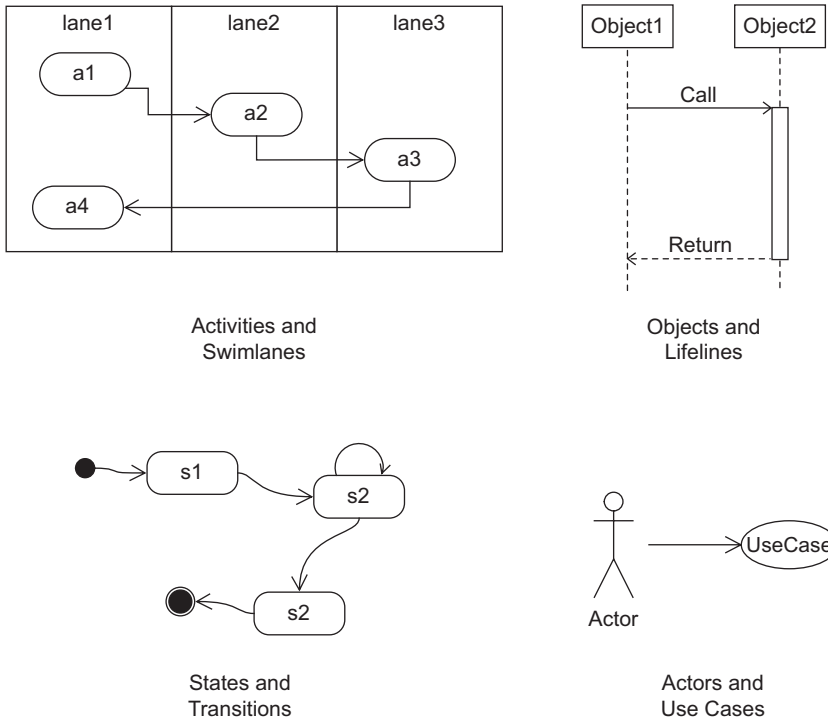 lane1 lane2 lane3
a1
a2
a3
a4
Activities and
Swimlanes
Object1 Object2
Call
Return
Objects and
Lifelines
s1
s2
s2
States and
Transitions
UseCase
Actor
Actors and
Use Cases